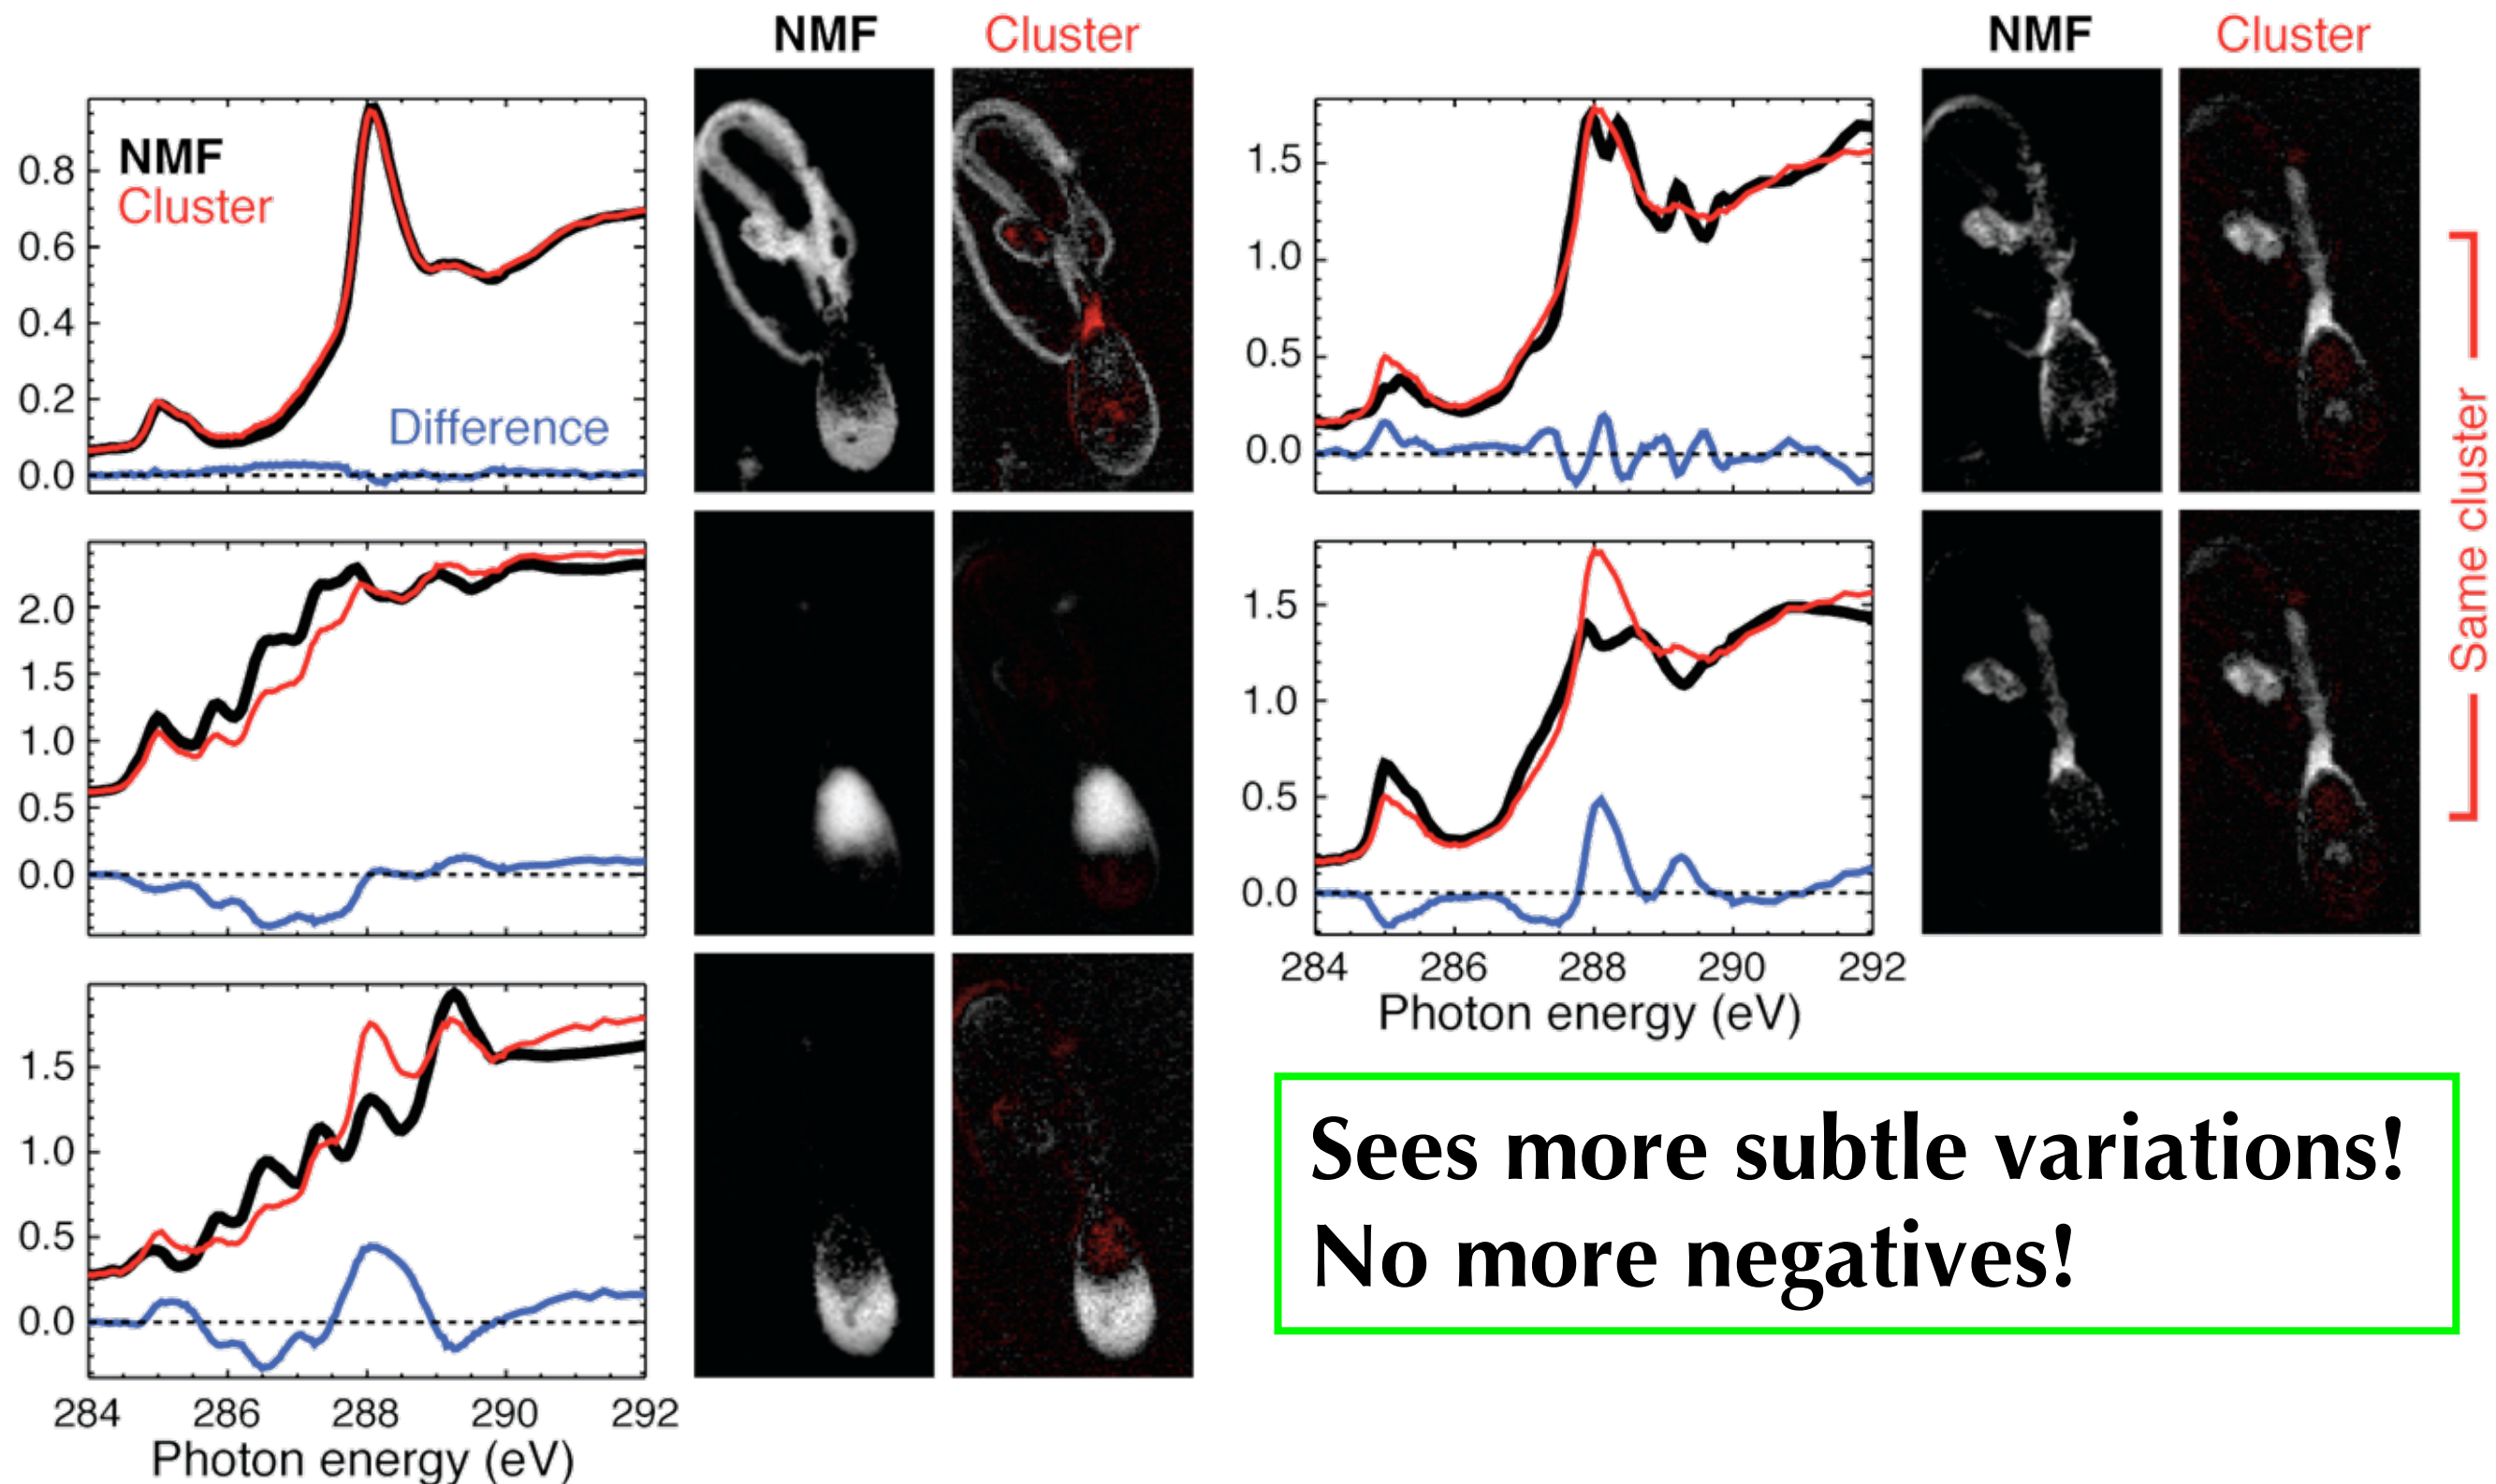 NMF
Cluster
NMF
Cluster
NMF
Cluster
Difference
0.8
0.6
0.4
0.2
0.0
2.0
1.5
1.0
0.5
0.0
1.5
1.0
0.5
0.0
284 286 288 290 292
Photon energy (eV)
1.5
1.0
0.5
0.0
1.5
1.0
0.5
0.0
284 286 288 290 292
Photon energy (eV)
Same cluster
Sees more subtle variations!
No more negatives!